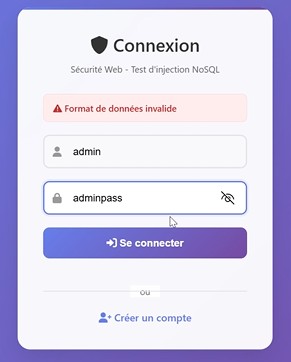 Connexion
Sécurité Web - Test d'injection NoSQL
Format de données invalide
admin
adminpass
Se connecter
ou
Créer un compte